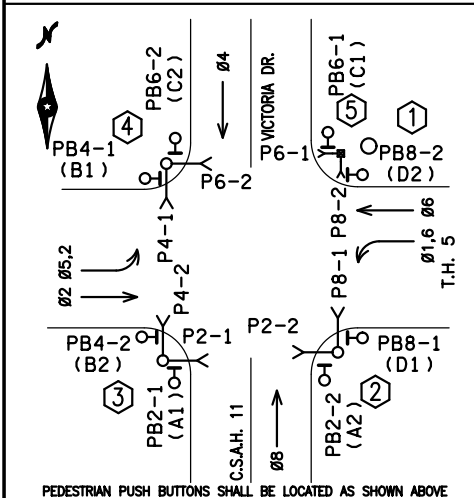 N
PB6-2
(C2)
Ø4
VICTORIA DR.
PB6-1
(C1)
4
5
1
PB4-1
(B1)
P6-1
PB8-2
(D2)
P6-2
P4-1
P8-2
Ø6
Ø2 Ø5,2
P4-2
P8-1
Ø1,6
T.H. 5
P2-1
P2-2
PB4-2
(B2)
PB8-1
(D1)
3
PB2-1
(A1)
C.S.A.H. 11
Ø8
PB2-2
(A2)
2
PEDESTRIAN PUSH BUTTONS SHALL BE LOCATED AS SHOWN ABOVE